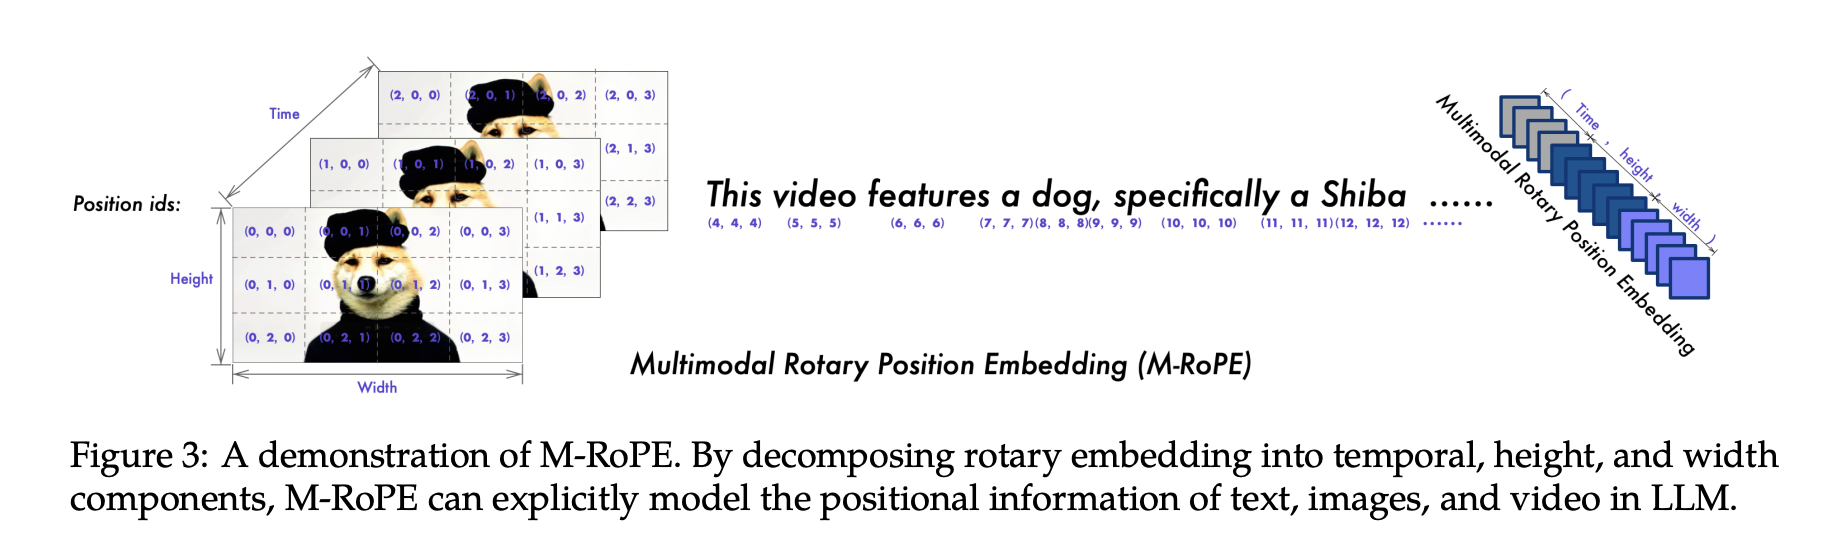 Time
(2, 0, 0) (2, 0, 1) (2, 0, 2) (2, 0, 3)
(2, 1, 3)
(2, 2, 3)
(1, 0, 0) (1, 0, 1) (1, 0, 2) (1, 0, 3)
(1, 1, 3)
(1, 2, 3)
Position ids:
Height
(0, 0, 0) (0, 0, 1) (0, 0, 2) (0, 0, 3)
(0, 1, 0) (0, 1, 1) (0, 1, 2) (0, 1, 3)
(0, 2, 0) (0, 2, 1) (0, 2, 2) (0, 2, 3)
Width
This video features a dog, specifically a Shiba ......
(4, 4, 4) (5, 5, 5) (6, 6, 6) (7, 7, 7) (8, 8, 8) (9, 9, 9) (10, 10, 10) (11, 11, 11) (12, 12, 12) ......
( Time , height , width )
Multimodal Rotary Position Embedding
Multimodal Rotary Position Embedding (M-RoPE)
Figure 3: A demonstration of M-RoPE. By decomposing rotary embedding into temporal, height, and width
components, M-RoPE can explicitly model the positional information of text, images, and video in LLM.